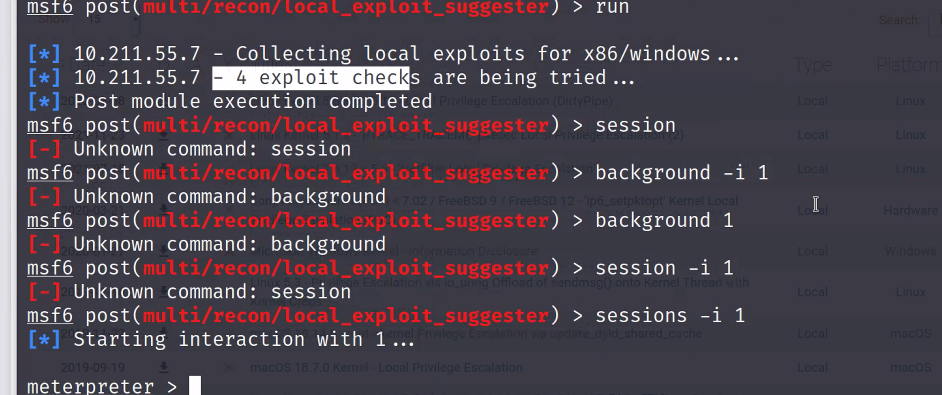 msf6 post(multi/recon/local_exploit_suggester) > run
Show 15
Search:
[*] 10.211.55.7 - Collecting local exploits for x86/windows...
Type Platform
[*] 10.211.55.7 - 4 exploit checks are being tried...
[*] Post module execution completed
Privilege Escalation (DirtyPipe)
Local Linux
msf6 post(multi/recon/local_exploit_suggester) > session
Local Linux
[-] Unknown command: session
msf6 post(multi/recon/local_exploit_suggester) > background -i 1
Local Linux
[-] Unknown command: background
< 7.02 / FreeBSD 9 / FreeBSD 12 - 'ip6_setpktopt' Kernel Local
Local Hardware
msf6 post(multi/recon/local_exploit_suggester) > background 1
[-] Unknown command: background
Information Disclosure
Local Windows
msf6 post(multi/recon/local_exploit_suggester) > session -i 1
[-] Unknown command: session
Escalation via io_uring Offload of sendmsg() onto Kernel Thread with
Local Linux
msf6 post(multi/recon/local_exploit_suggester) > sessions -i 1
[*] Starting interaction with 1...
Kernel Privilege Escalation via update_dyld_shared_cache
Local macOS
2019-09-19 macOS 18.7.0 Kernel - Local Privilege Escalation Local macOS
meterpreter >